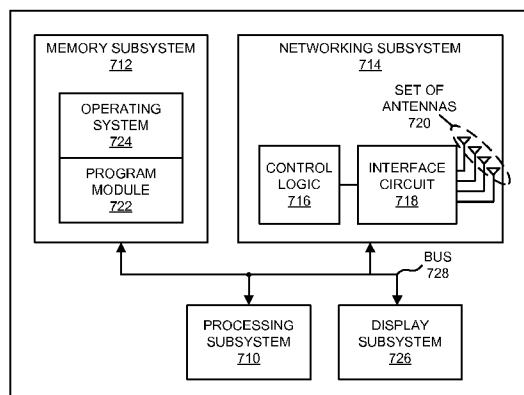 MEMORY SUBSYSTEM
712
OPERATING
SYSTEM
724
PROGRAM
MODULE
722
NETWORKING SUBSYSTEM
714
SET OF
ANTENNAS
720
CONTROL
LOGIC
716
INTERFACE
CIRCUIT
718
BUS
728
PROCESSING
SUBSYSTEM
710
DISPLAY
SUBSYSTEM
726